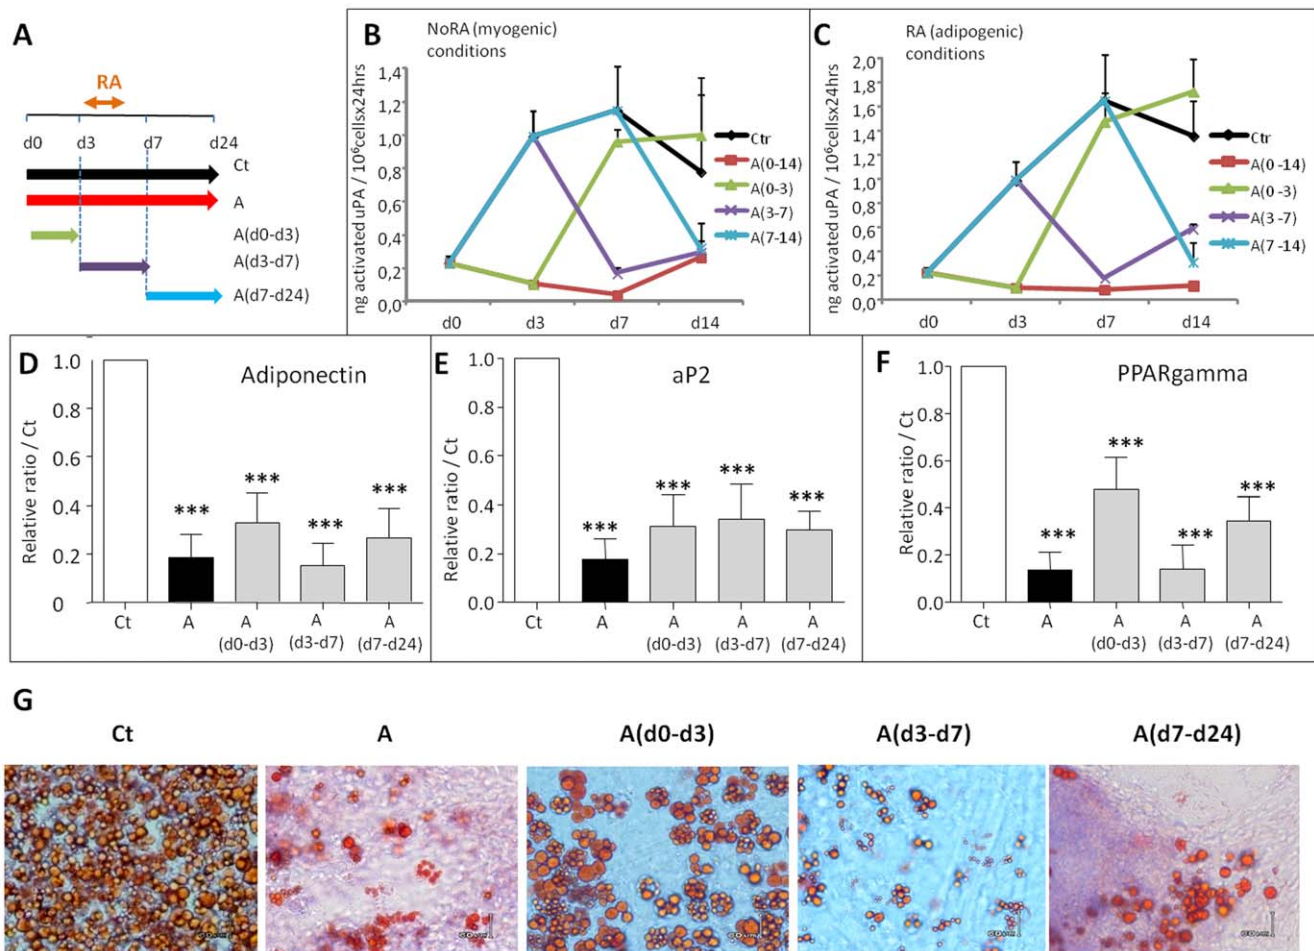 A
RA
d0 d3 d7 d24
Ct
A
A(d0-d3)
A(d3-d7)
A(d7-d24)
B
NoRA (myogenic)
conditions
ng activated uPA / 10⁶cellsx24hrs
1,4
1,2
1,0
0,8
0,6
0,4
0,2
0,0
d0 d3 d7 d14
Ctr
A(0-14)
A(0-3)
A(3-7)
A(7-14)
C
RA (adipogenic)
conditions
ng activated uPA / 10⁶cellsx24hrs
2,0
1,8
1,6
1,4
1,2
1,0
0,8
0,6
0,4
0,2
0,0
d0 d3 d7 d14
Ctr
A(0-14)
A(0-3)
A(3-7)
A(7-14)
D
Adiponectin
Relative ratio / Ct
1.0
0.8
0.6
0.4
0.2
0
*** *** *** ***
Ct A A A A
(d0-d3) (d3-d7) (d7-d24)
E
aP2
Relative ratio / Ct
1.0
0.8
0.6
0.4
0.2
0.0
*** *** *** ***
Ct A A A A
(d0-d3) (d3-d7) (d7-d24)
F
PPARgamma
Relative ratio / Ct
1.0
0.8
0.6
0.4
0.2
0.0
*** *** *** ***
Ct A A A A
(d0-d3) (d3-d7) (d7-d24)
G
Ct A A(d0-d3) A(d3-d7) A(d7-d24)